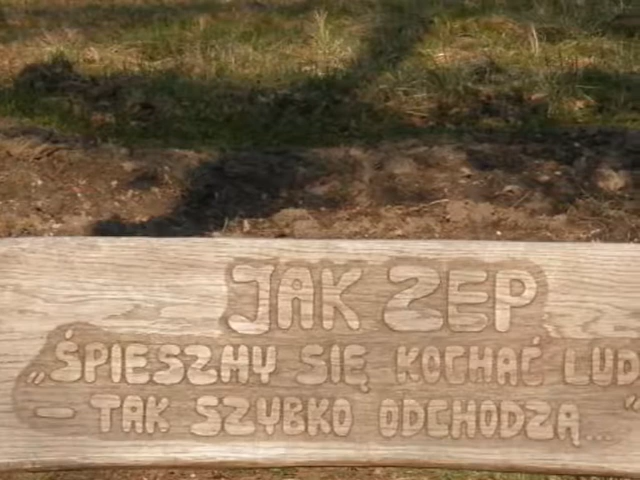 JAK ZEP
„ŚPIESZMY SIĘ KOCHAĆ LUD
– TAK SZYBKO ODCHODZĄ...“